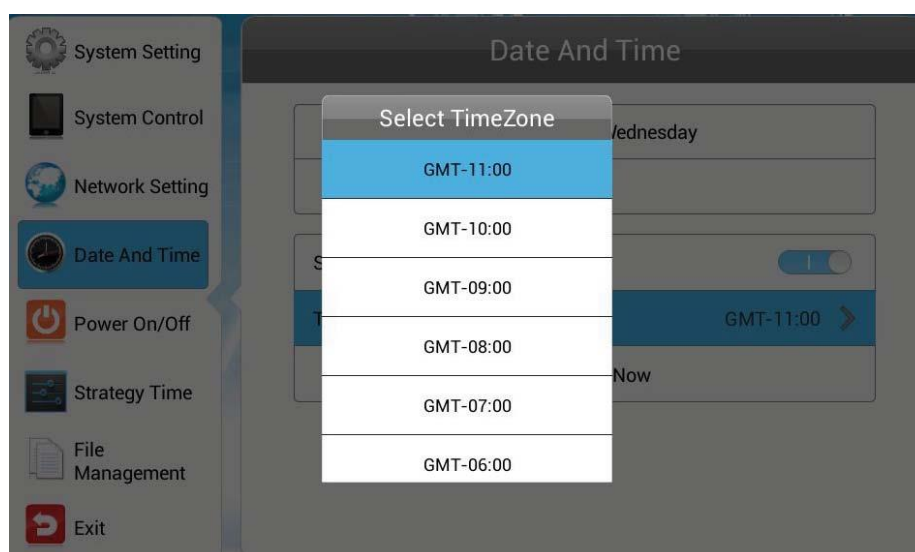 System Setting
System Control
Network Setting
Date And Time
Power On/Off
Strategy Time
File
Management
Exit
Date And Time
Select TimeZone
GMT-11:00
GMT-10:00
GMT-09:00
GMT-08:00
GMT-07:00
GMT-06:00
S
T
GMT-11:00
Now